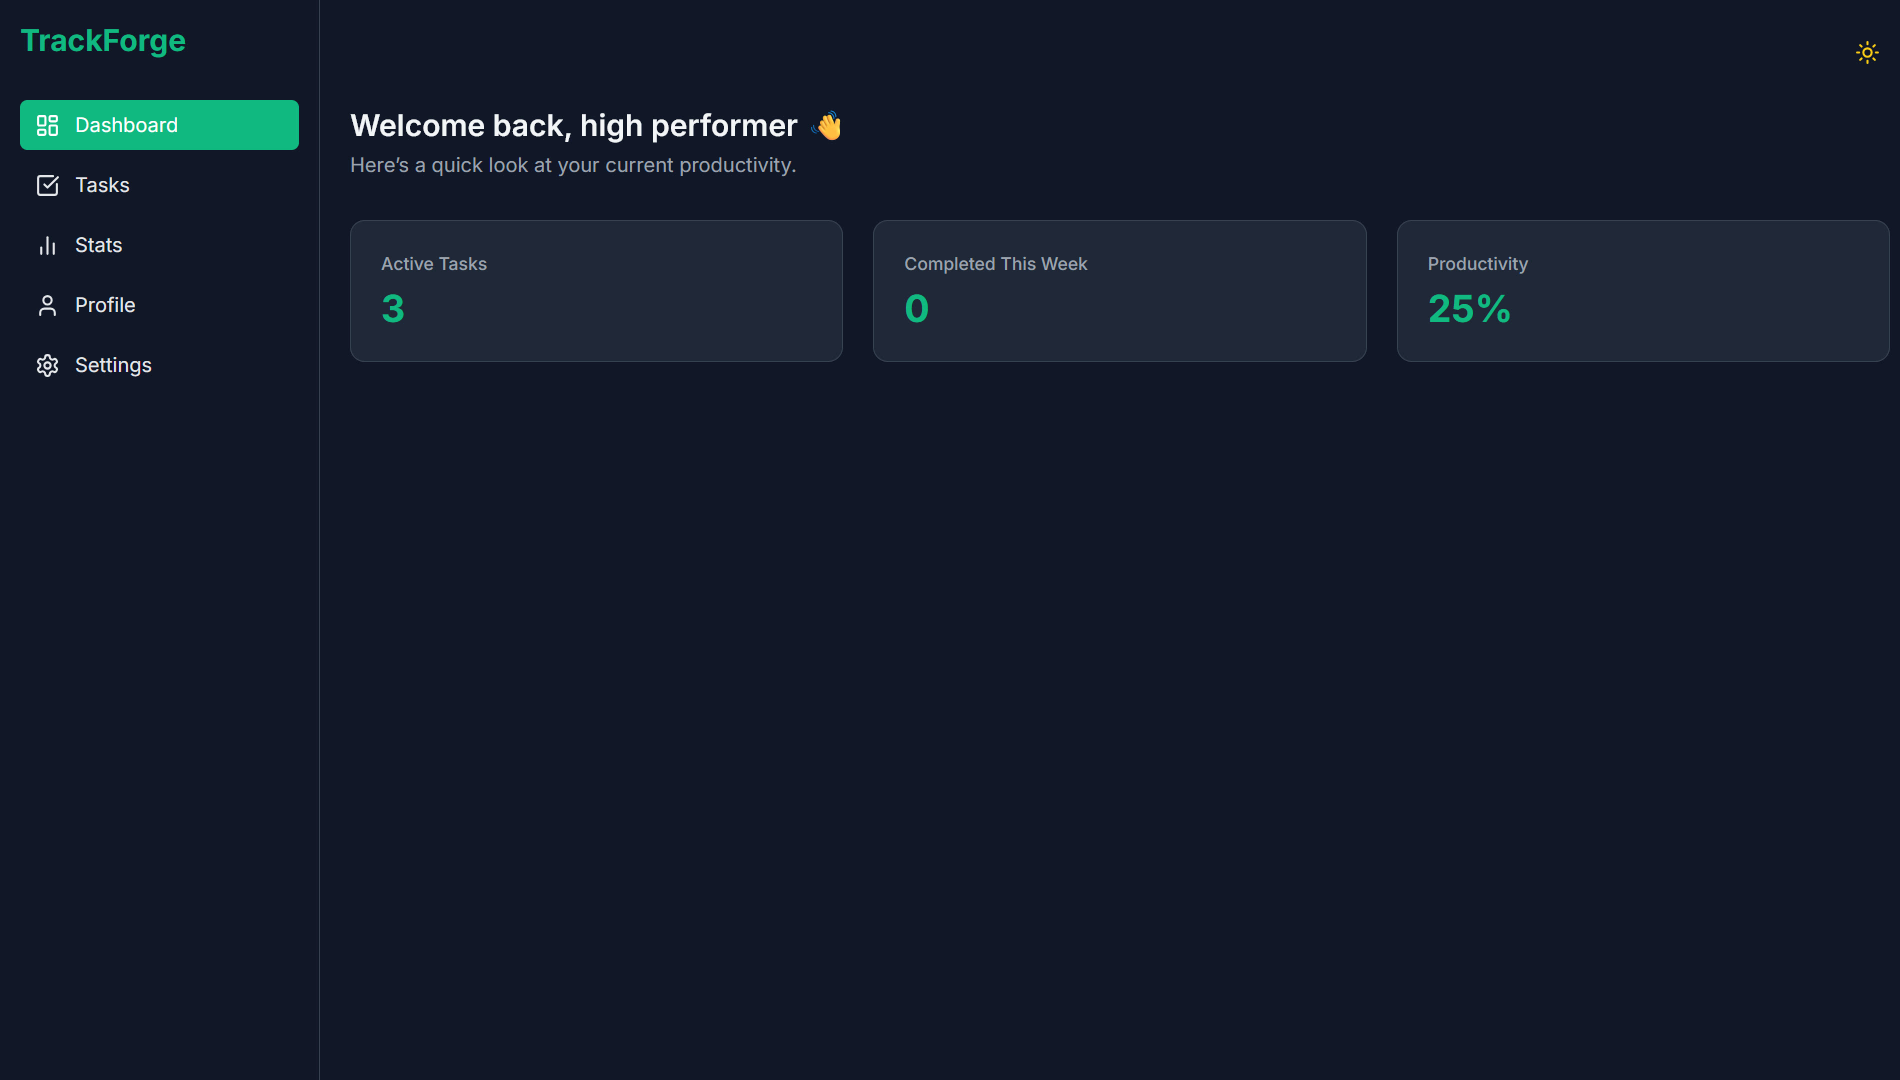 TrackForge
Dashboard
Tasks
Stats
Profile
Settings
Welcome back, high performer 👋
Here’s a quick look at your current productivity.
Active Tasks
3
Completed This Week
0
Productivity
25%